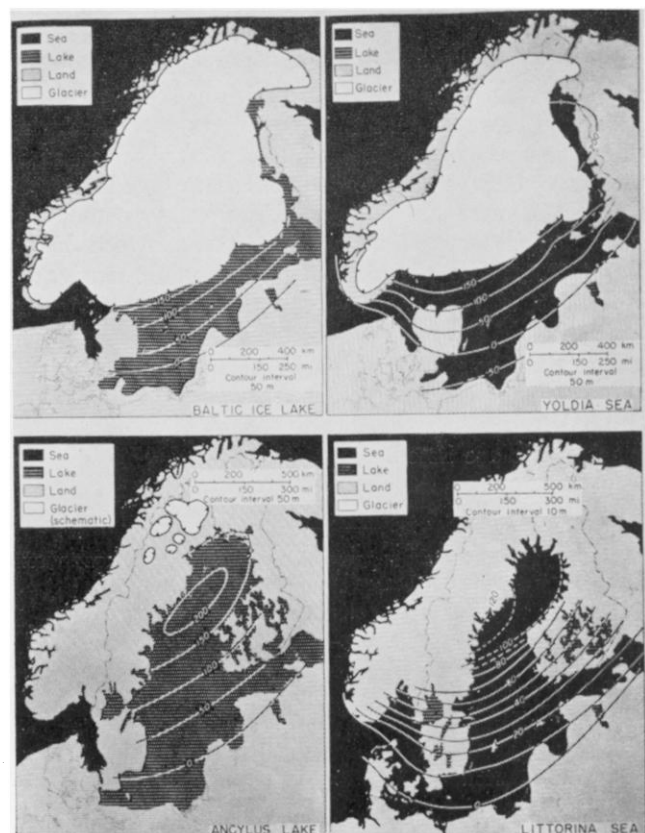 Sea
Lake
Land
Glacier
150
100
50
0
0 200 400 km
0 150 250 mi
Contour interval
50 m
BALTIC ICE LAKE
Sea
Lake
Land
Glacier
0
150
100
50
0
-50
0 200 400 km
0 150 250 mi
Contour interval
50 m
YOLDIA SEA
Sea
Lake
Land
Glacier
(schematic)
0 200 500 km
0 150 300 mi
Contour interval 50 m
200
150
100
50
0
ANCYLUS LAKE
Sea
Lake
Land
Glacier
0 200 500 km
0 150 300 mi
Contour interval 10 m
100
80
60
40
20
0
LITTORINA SEA